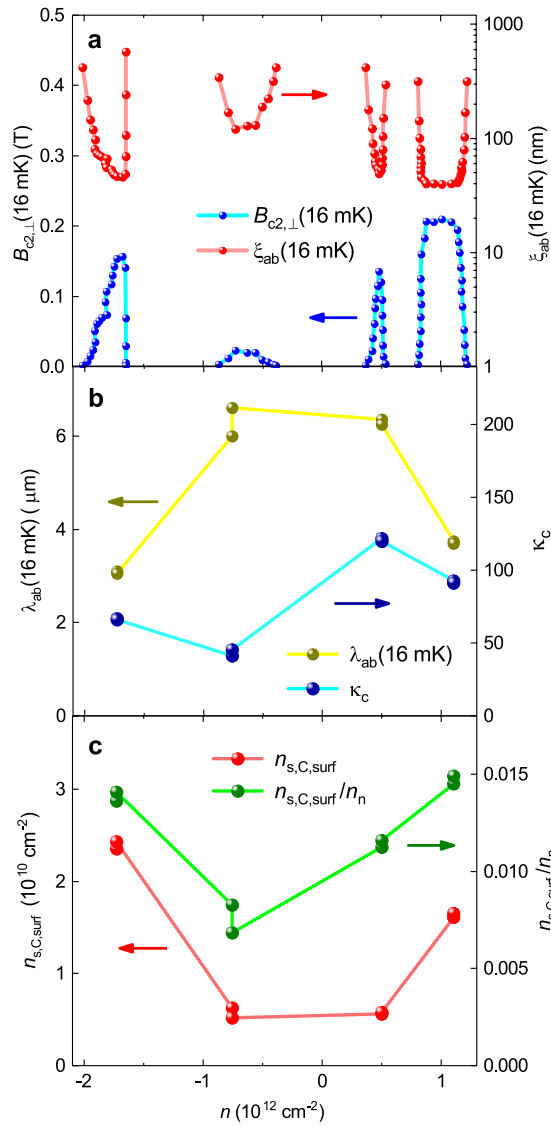 a
0.5
0.4
0.3
0.2
0.1
0.0
B_c2,⊥(16 mK) (T)
1000
100
10
1
ξ_ab(16 mK) (nm)
B_c2,⊥(16 mK)
ξ_ab(16 mK)
b
6
4
2
0
λ_ab(16 mK) ( μm)
200
150
100
50
0
κ_c
λ_ab(16 mK)
κ_c
c
3
2
1
0
n_s,C,surf (10^10 cm^-2)
0.015
0.010
0.005
0.000
n_s,C,surf/n_n
n_s,C,surf
n_s,C,surf/n_n
-2
-1
0
1
n (10^12 cm^-2)